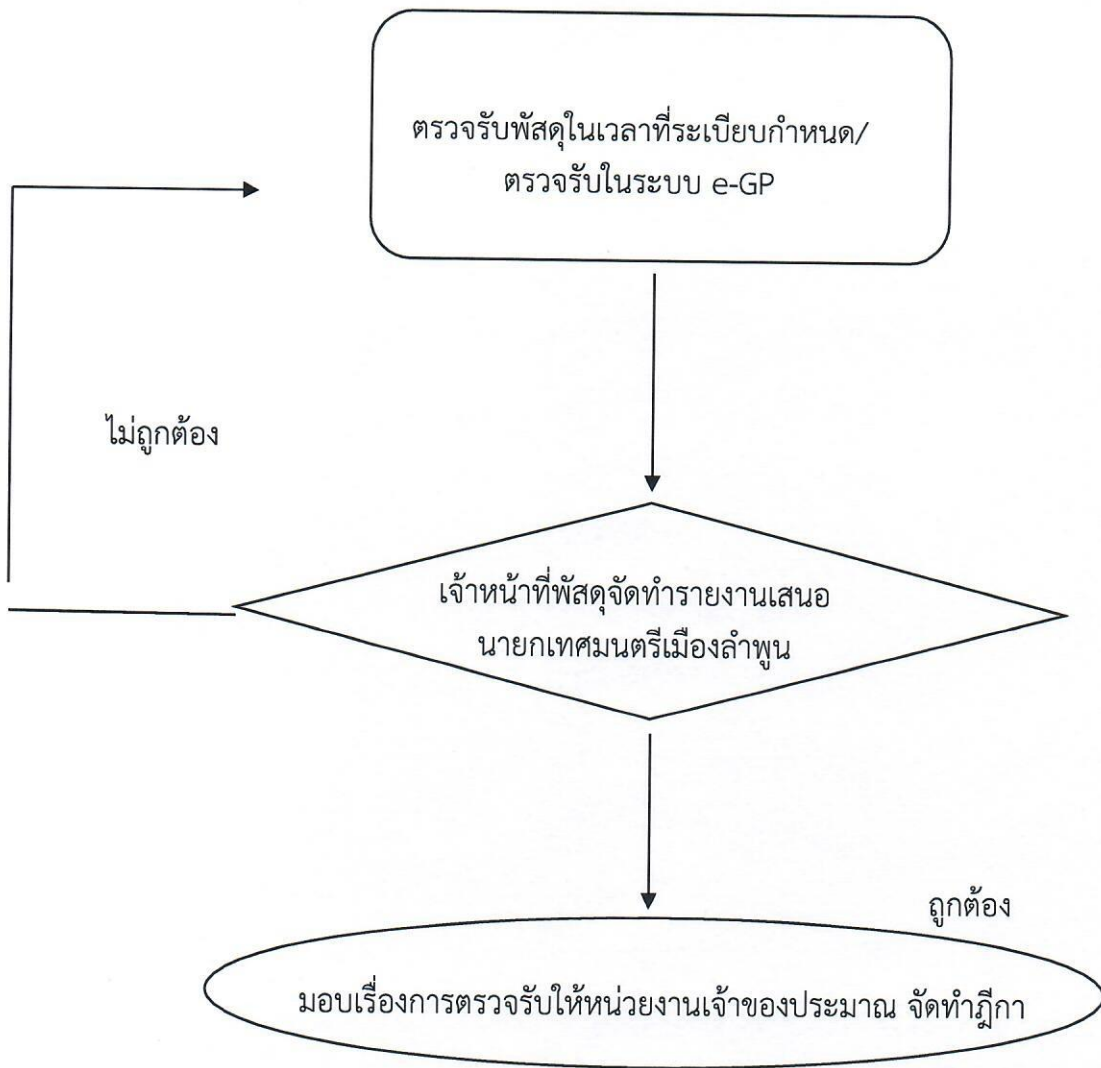 ตรวจรับพัสดุในเวลาที่ระเบียบกำหนด/
ตรวจรับในระบบ e-GP
ไม่ถูกต้อง
เจ้าหน้าที่พัสดุจัดทำรายงานเสนอ
นายกเทศมนตรีเมืองลำพูน
ถูกต้อง
มอบเรื่องการตรวจรับให้หน่วยงานเจ้าของประมาณ จัดทำฎีกา